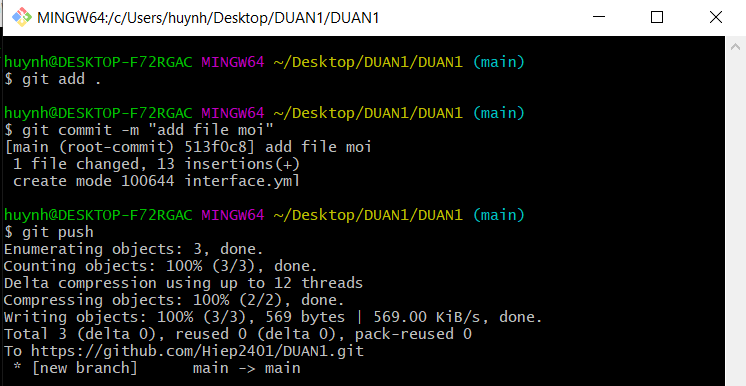 MINGW64:/c/Users/huynh/Desktop/DUAN1/DUAN1
huynh@DESKTOP-F72RGAC MINGW64 ~/Desktop/DUAN1/DUAN1 (main)
$ git add .
huynh@DESKTOP-F72RGAC MINGW64 ~/Desktop/DUAN1/DUAN1 (main)
$ git commit -m "add file moi"
[main (root-commit) 513f0c8] add file moi
 1 file changed, 13 insertions(+)
 create mode 100644 interface.yml
huynh@DESKTOP-F72RGAC MINGW64 ~/Desktop/DUAN1/DUAN1 (main)
$ git push
Enumerating objects: 3, done.
Counting objects: 100% (3/3), done.
Delta compression using up to 12 threads
Compressing objects: 100% (2/2), done.
Writing objects: 100% (3/3), 569 bytes | 569.00 KiB/s, done.
Total 3 (delta 0), reused 0 (delta 0), pack-reused 0
To https://github.com/Hiep2401/DUAN1.git
 * [new branch]      main -> main